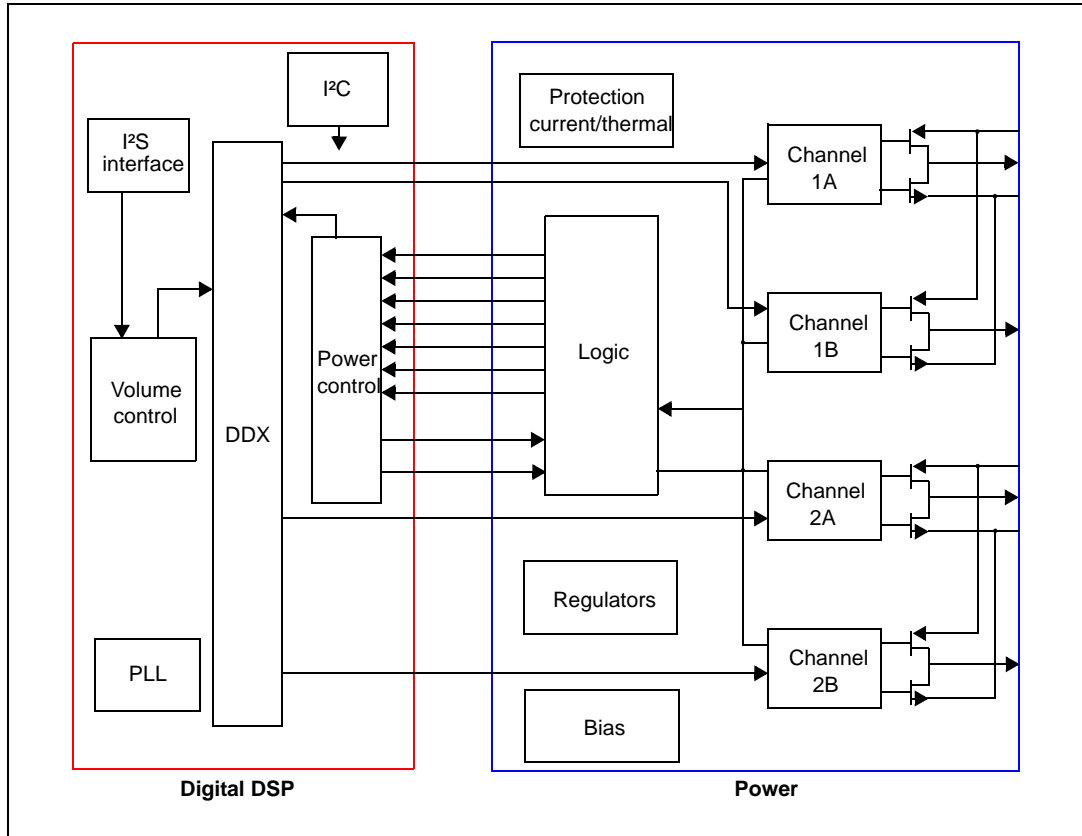 I²C
I²S
interface
Volume
control
DDX
Power
control
PLL
Digital DSP
Protection
current/thermal
Logic
Regulators
Bias
Channel
1A
Channel
1B
Channel
2A
Channel
2B
Power